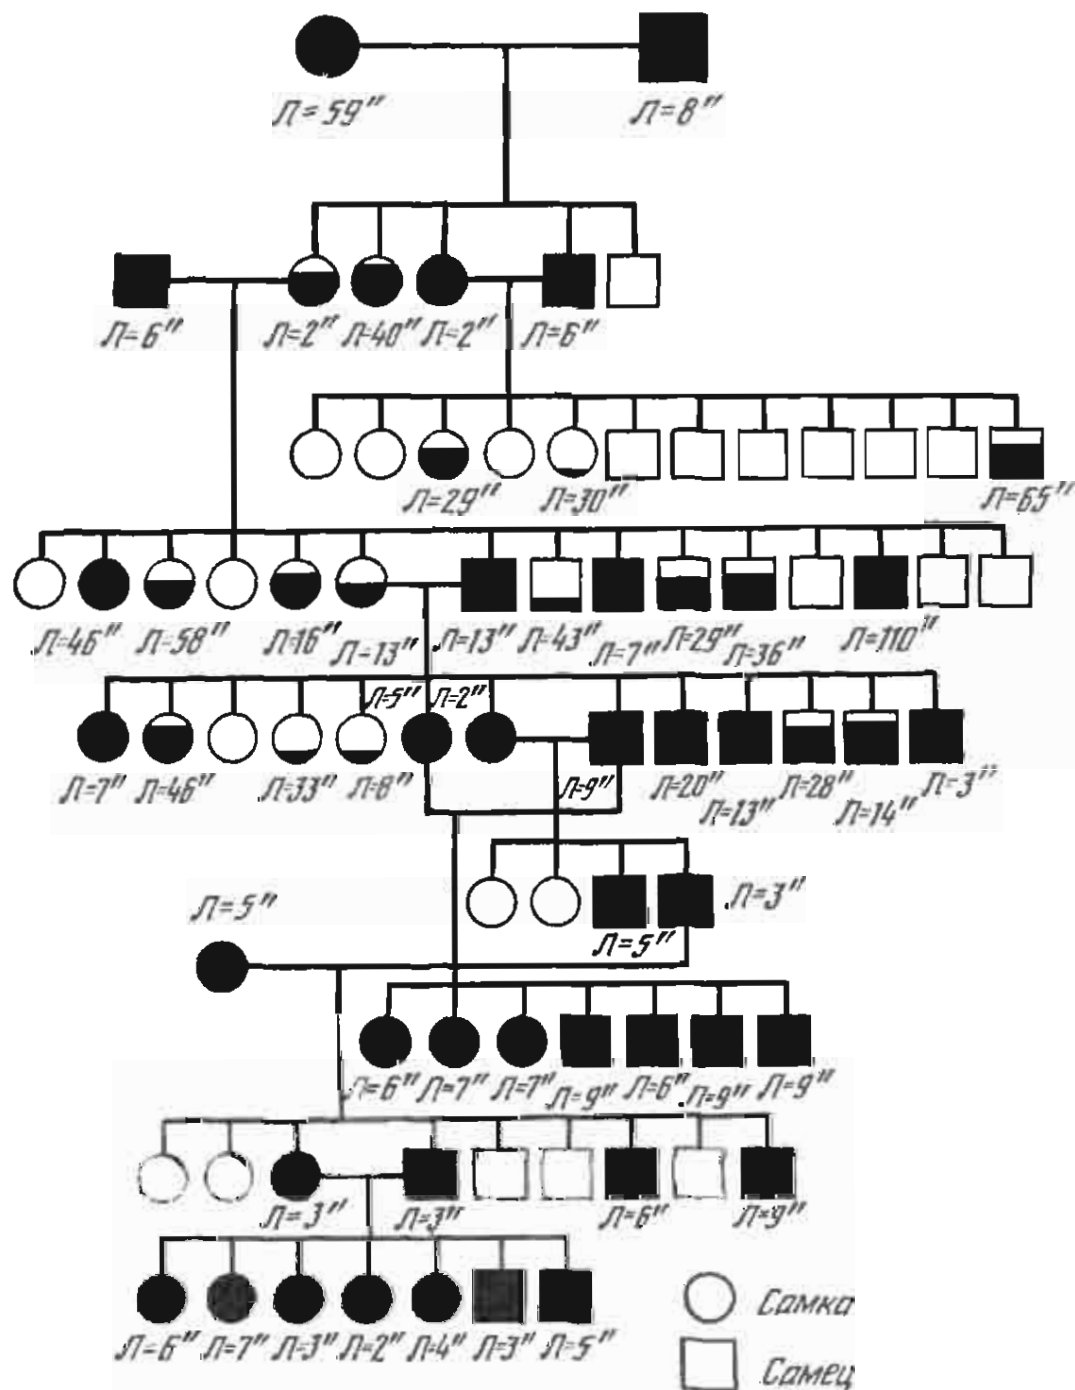 Л=59" Л=8"
Л=6" Л=2" Л=40" Л=2" Л=6"
Л=29" Л=30" Л=65"
Л=46" Л=58" Л=16" Л=13" Л=13" Л=43" Л=7" Л=29" Л=36" Л=110"
Л=5" Л=2"
Л=7" Л=46" Л=33" Л=8" Л=9" Л=20" Л=13" Л=28" Л=14" Л=3"
Л=5" Л=5" Л=3"
Л=6" Л=7" Л=7" Л=9" Л=6" Л=9" Л=9"
Л=3" Л=3" Л=6" Л=9"
Л=6" Л=7" Л=3" Л=2" Л=4" Л=3" Л=5"
Самка
Самец